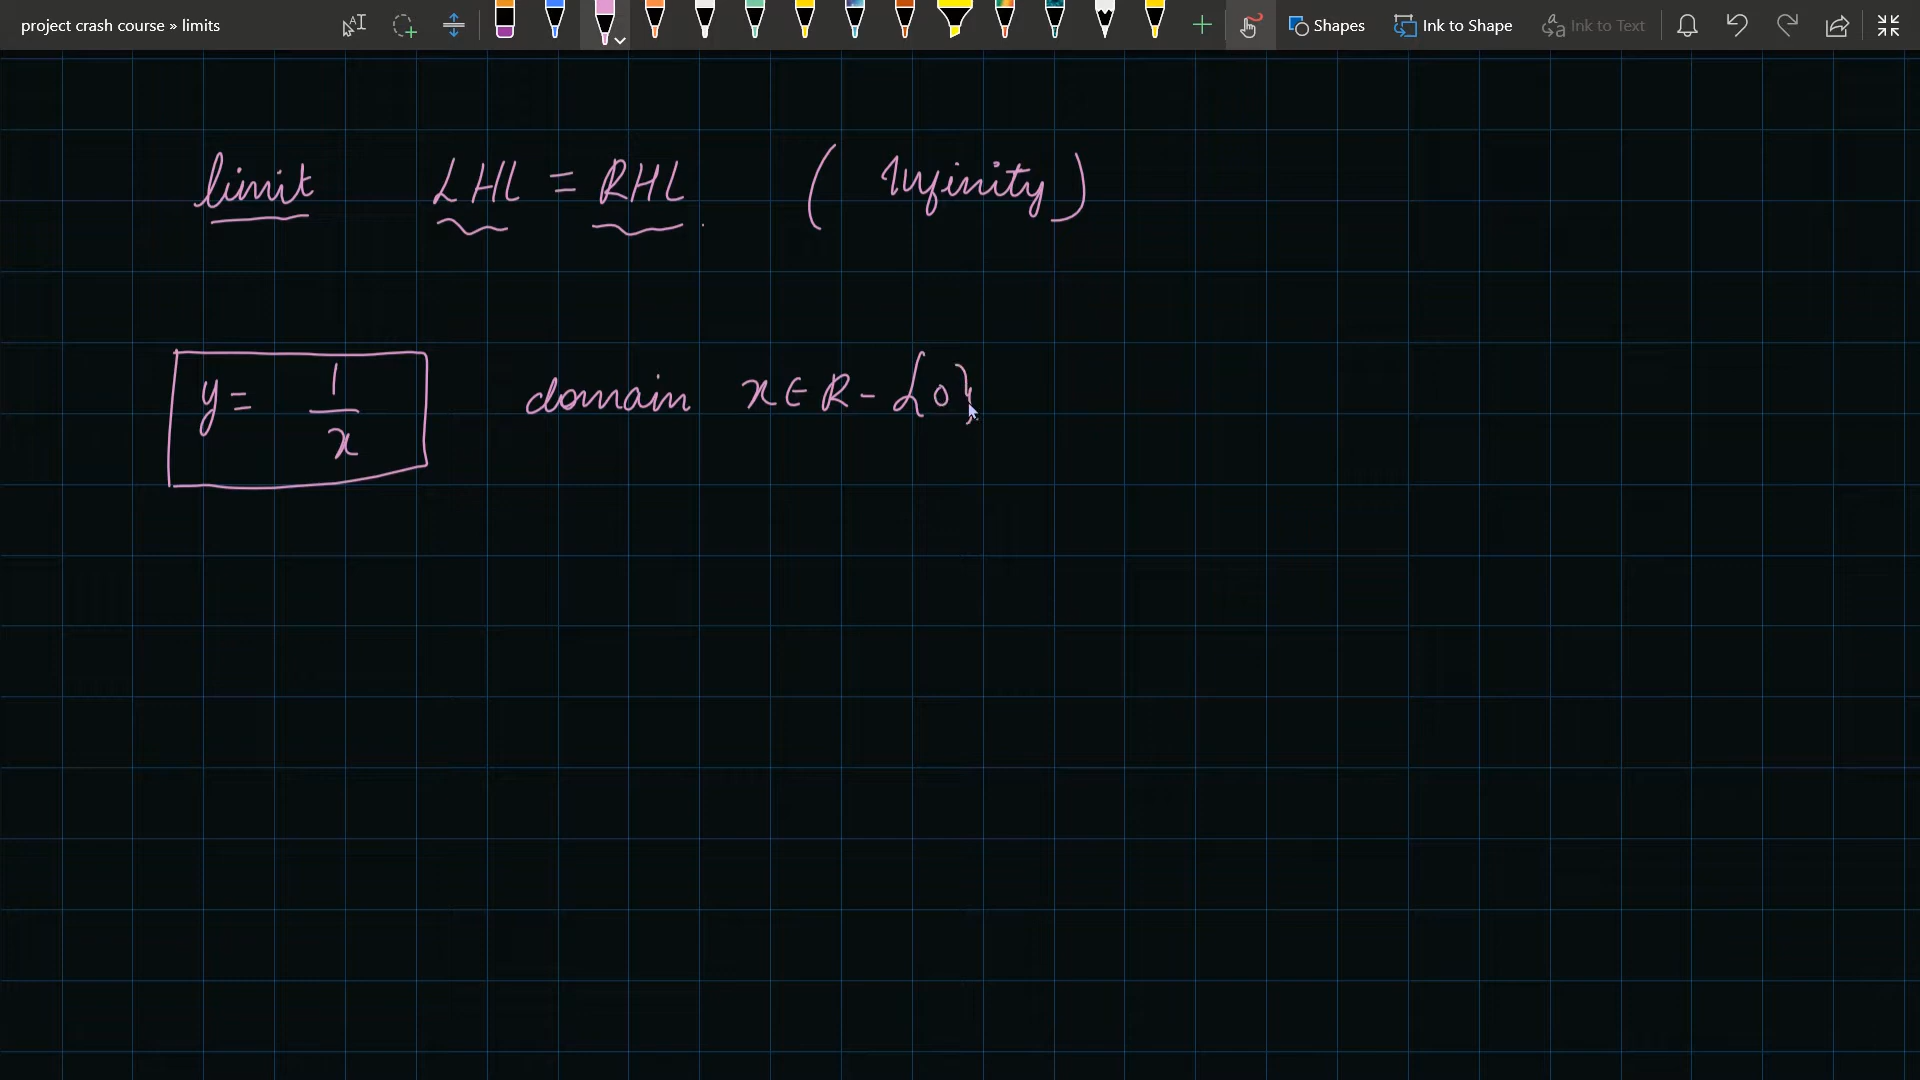 project crash course » limits
Shapes
Ink to Shape
Ink to Text
limit LHL = RHL (Infinity)
y = 1/x domain x ∈ R - {0}